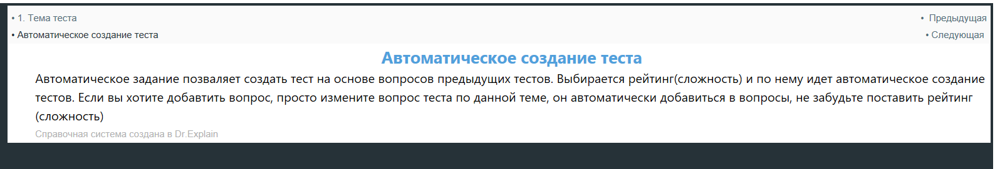 • 1. Тема теста
• Предыдущая
• Автоматическое создание теста
• Следующая
Автоматическое создание теста
Автоматическое задание позваляет создать тест на основе вопросов предыдущих тестов. Выбирается рейтинг(сложность) и по нему идет автоматическое создание
тестов. Если вы хотите добавтить вопрос, просто измените вопрос теста по данной теме, он автоматически добавиться в вопросы, не забудьте поставить рейтинг
(сложность)
Справочная система создана в Dr.Explain